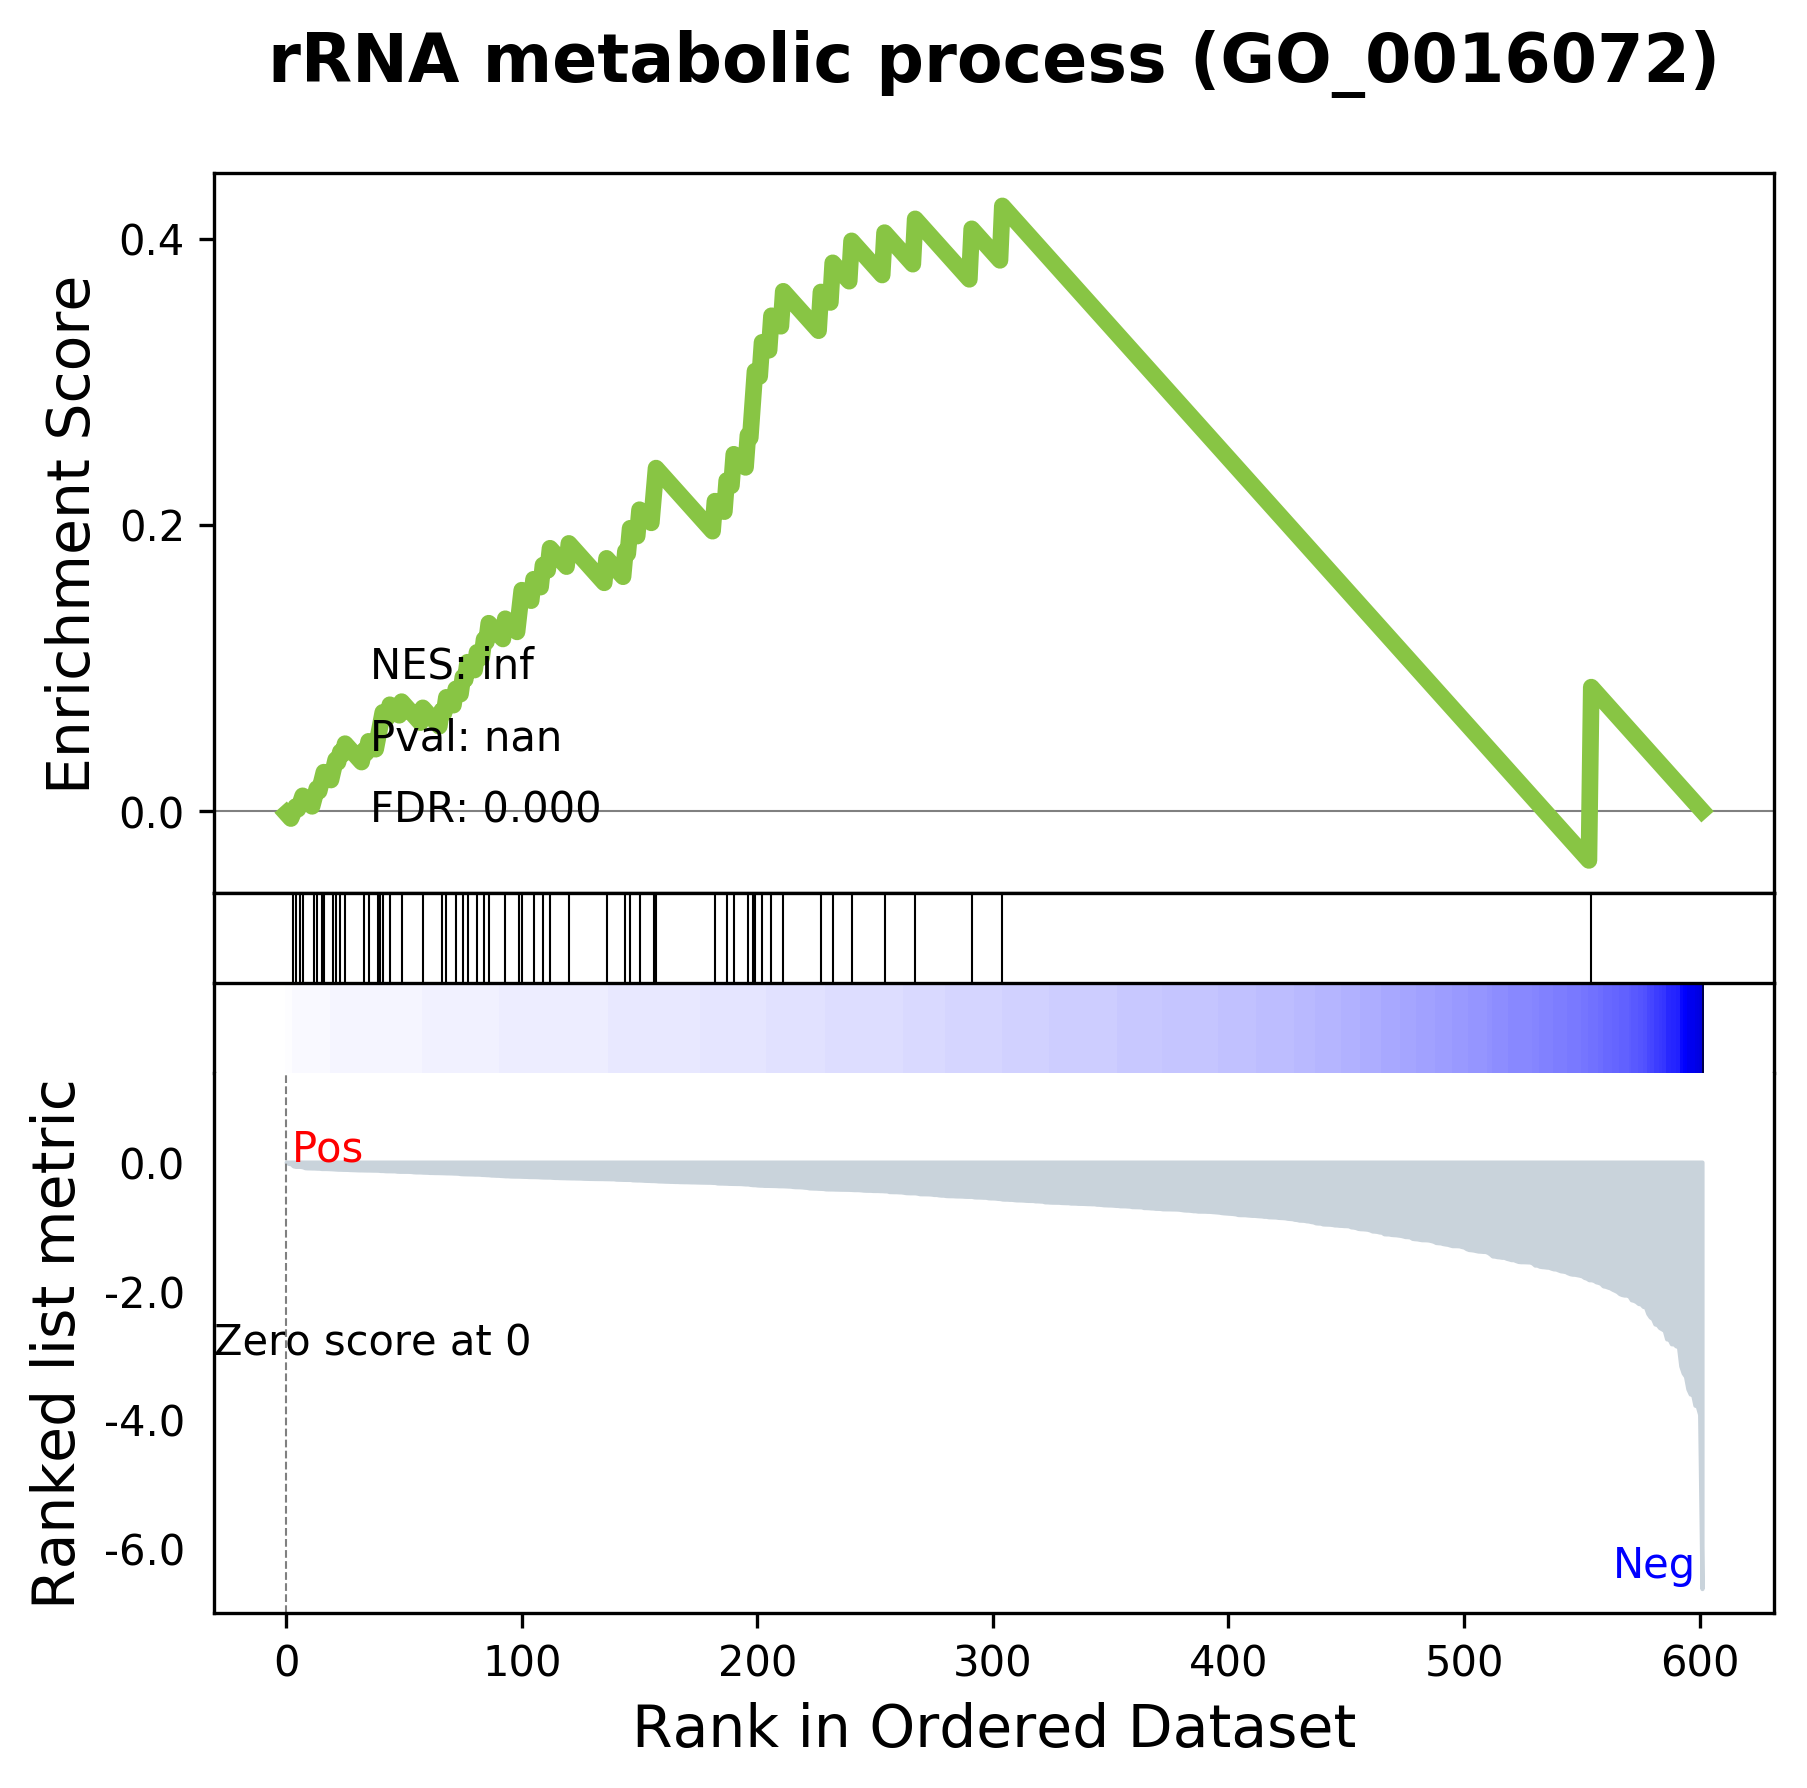 rRNA metabolic process (GO_0016072)
Enrichment Score
0.4
0.2
0.0
NES: inf
Pval: nan
FDR: 0.000
Ranked list metric
0.0
-2.0
-4.0
-6.0
Pos
Zero score at 0
Neg
0 100 200 300 400 500 600
Rank in Ordered Dataset